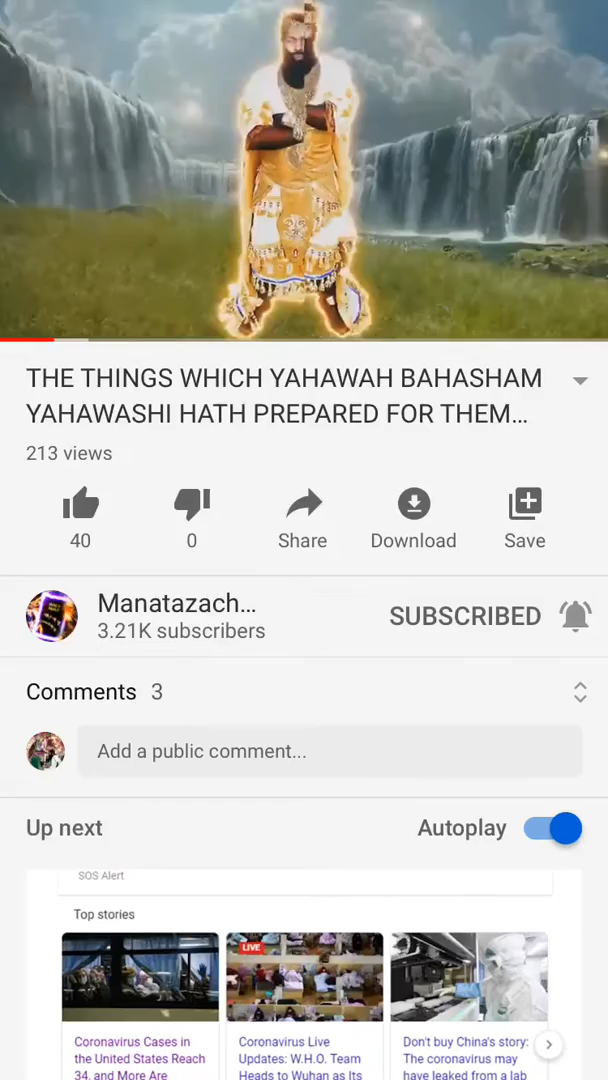 THE THINGS WHICH YAHAWAH BAHASHAM
YAHAWASHI HATH PREPARED FOR THEM...
213 views
40
0
Share
Download
Save
Manatazach...
3.21K subscribers
SUBSCRIBED
Comments 3
Add a public comment...
Up next
Autoplay
SOS Alert
Top stories
LIVE
Coronavirus Cases in
the United States Reach
34, and More Are
Coronavirus Live
Updates: W.H.O. Team
Heads to Wuhan as Its
Don't buy China's story:
The coronavirus may
have leaked from a lab